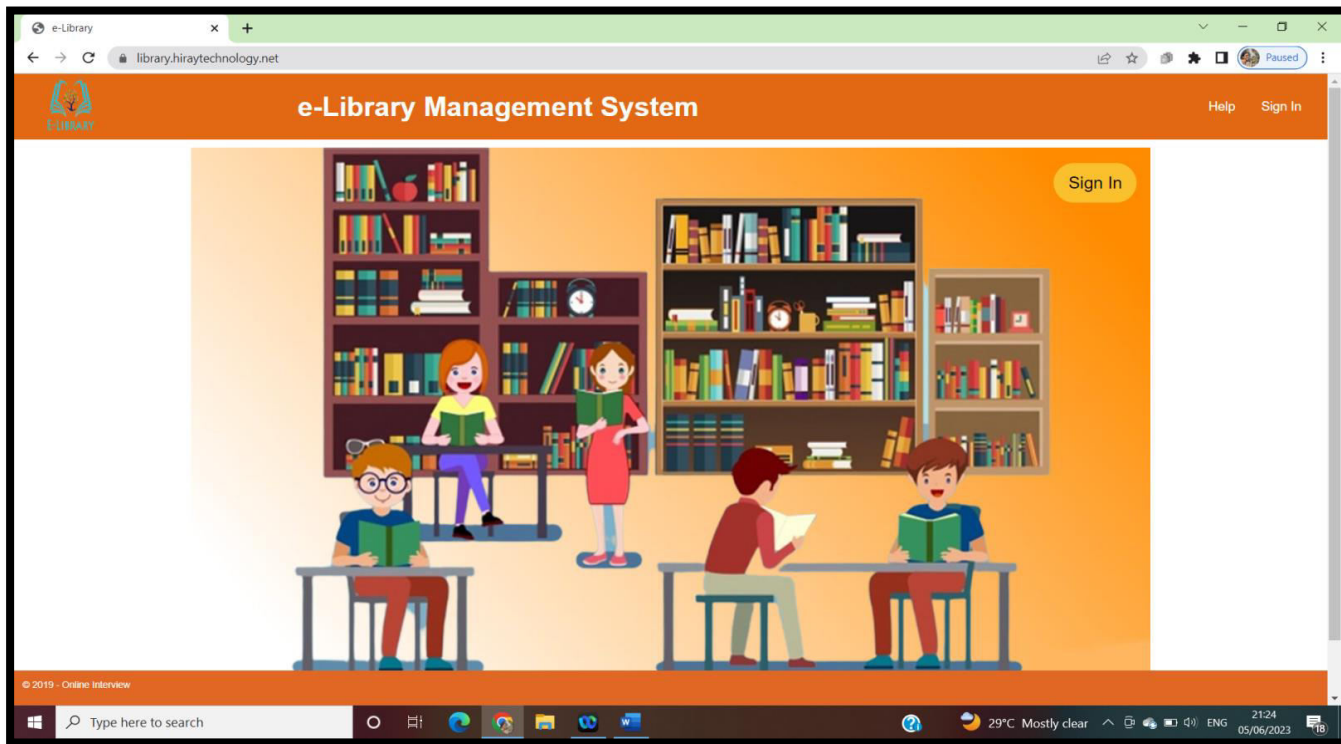 e-Library
library.hiraytechnology.net
Paused
E-LIBRARY
e-Library Management System
Help Sign In
Sign In
© 2019 - Online Interview
Type here to search
29°C Mostly clear
ENG
21:24
05/06/2023
18